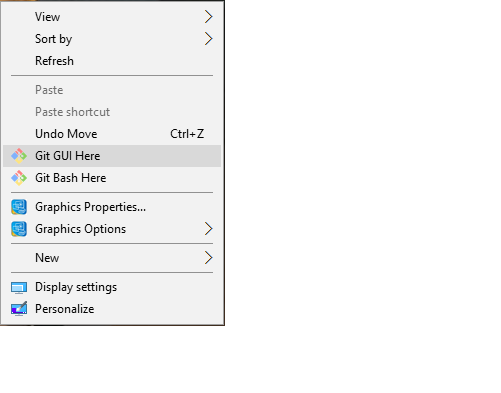 View
Sort by
Refresh
Paste
Paste shortcut
Undo Move Ctrl+Z
Git GUI Here
Git Bash Here
Graphics Properties...
Graphics Options
New
Display settings
Personalize